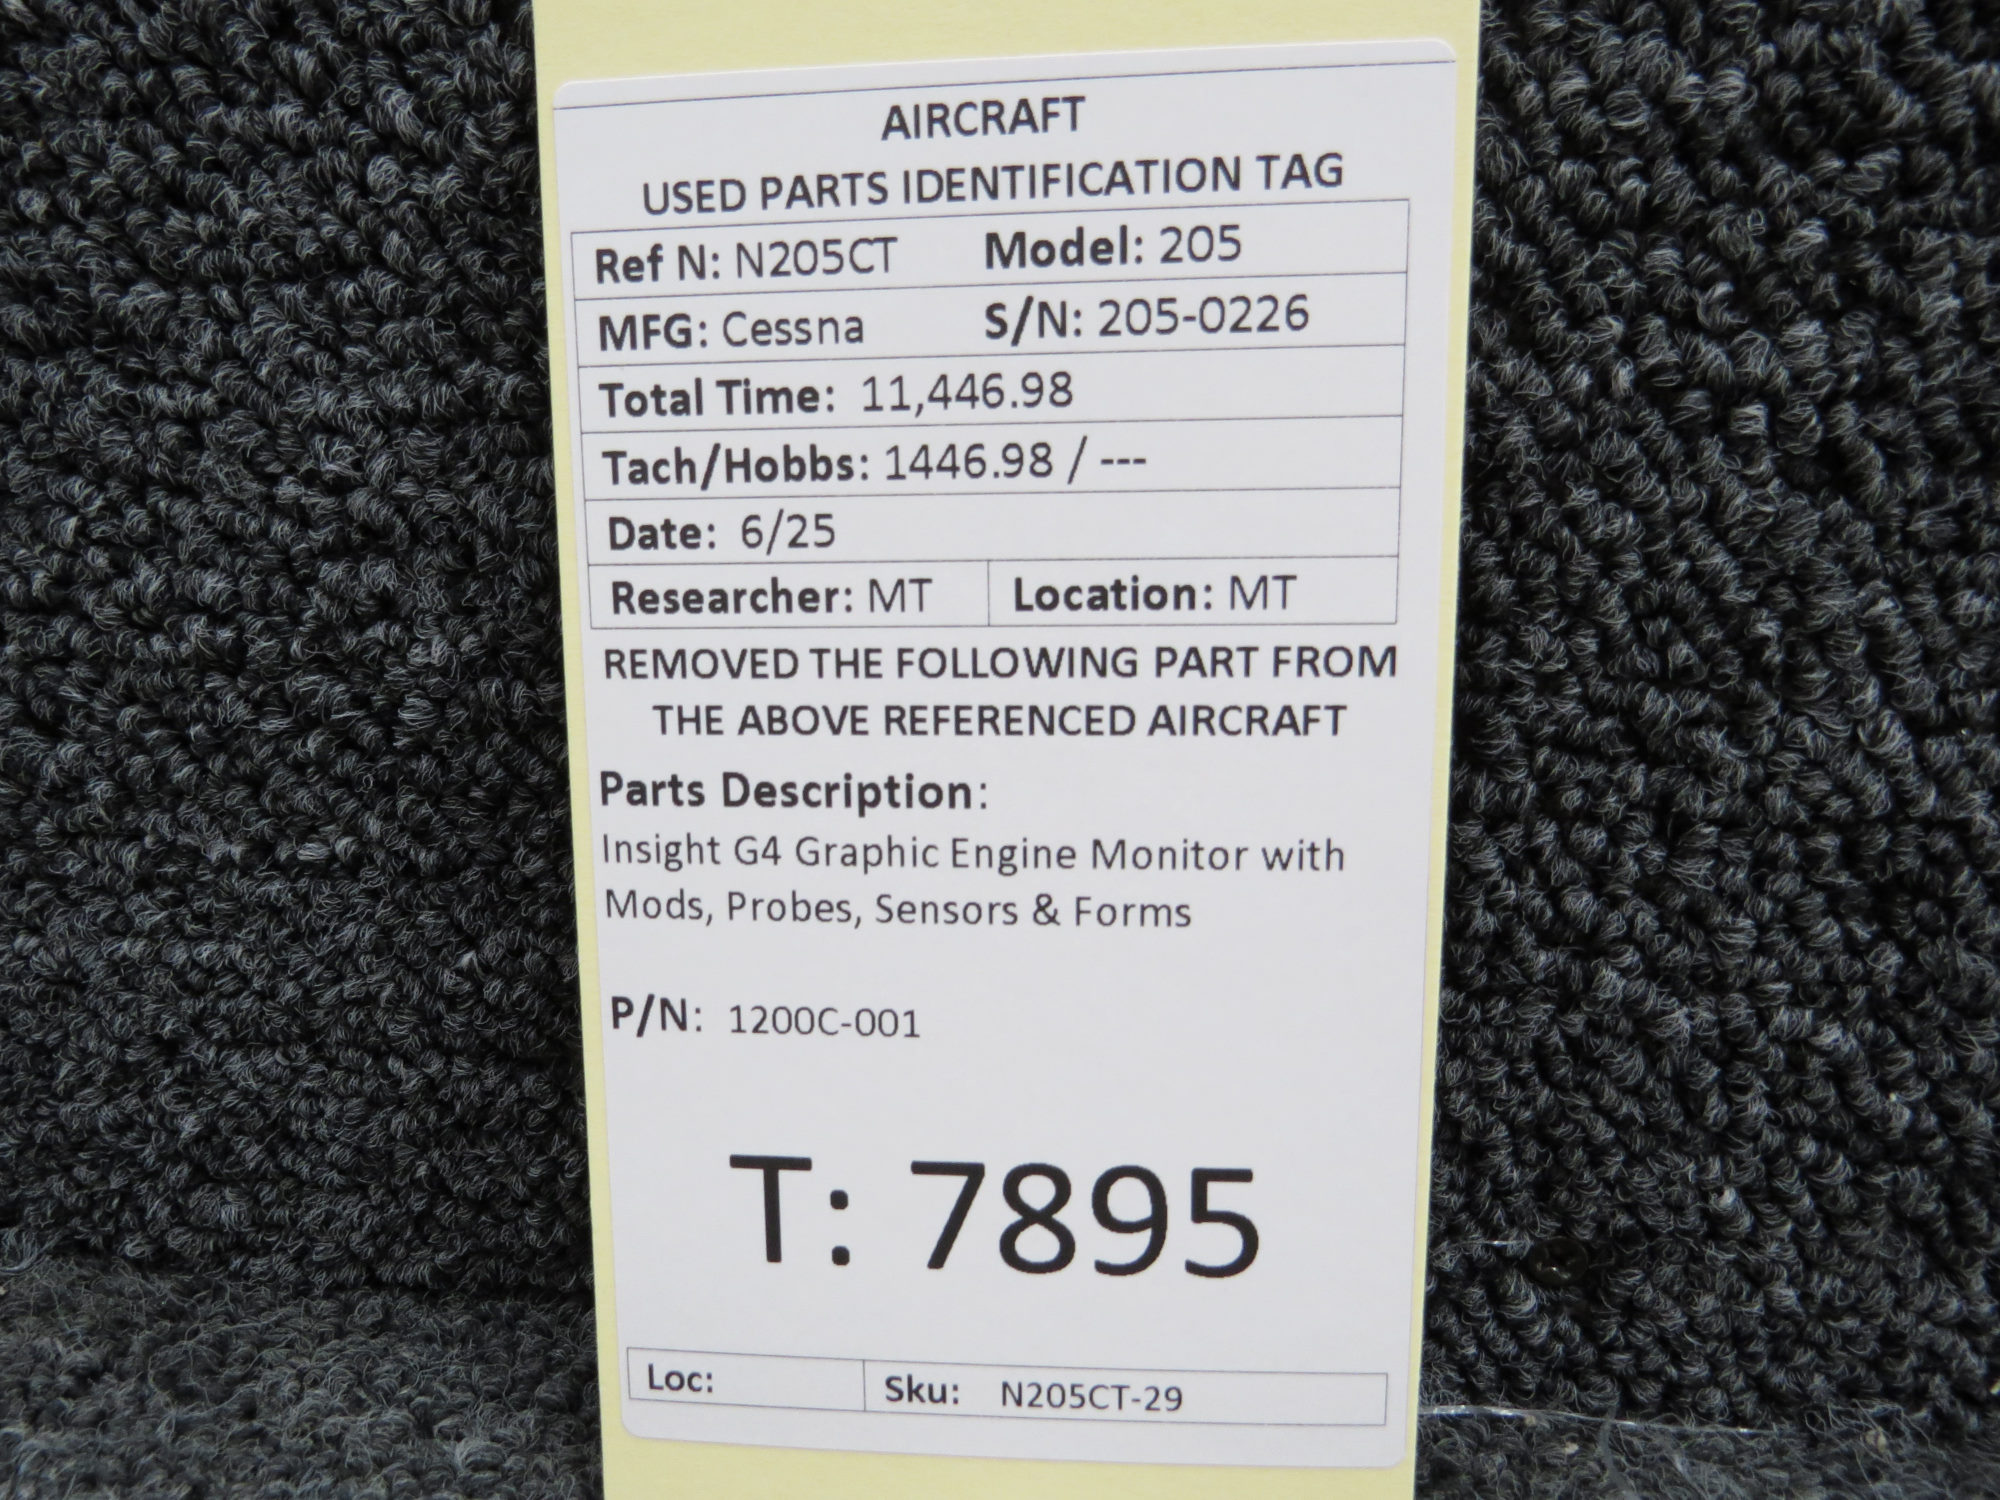 AIRCRAFT
USED PARTS IDENTIFICATION TAG
Ref N: N205CT Model: 205
MFG: Cessna S/N: 205-0226
Total Time: 11,446.98
Tach/Hobbs: 1446.98 / ---
Date: 6/25
Researcher: MT Location: MT
REMOVED THE FOLLOWING PART FROM
THE ABOVE REFERENCED AIRCRAFT
Parts Description:
Insight G4 Graphic Engine Monitor with
Mods, Probes, Sensors & Forms
P/N: 1200C-001
T: 7895
Loc: Sku: N205CT-29